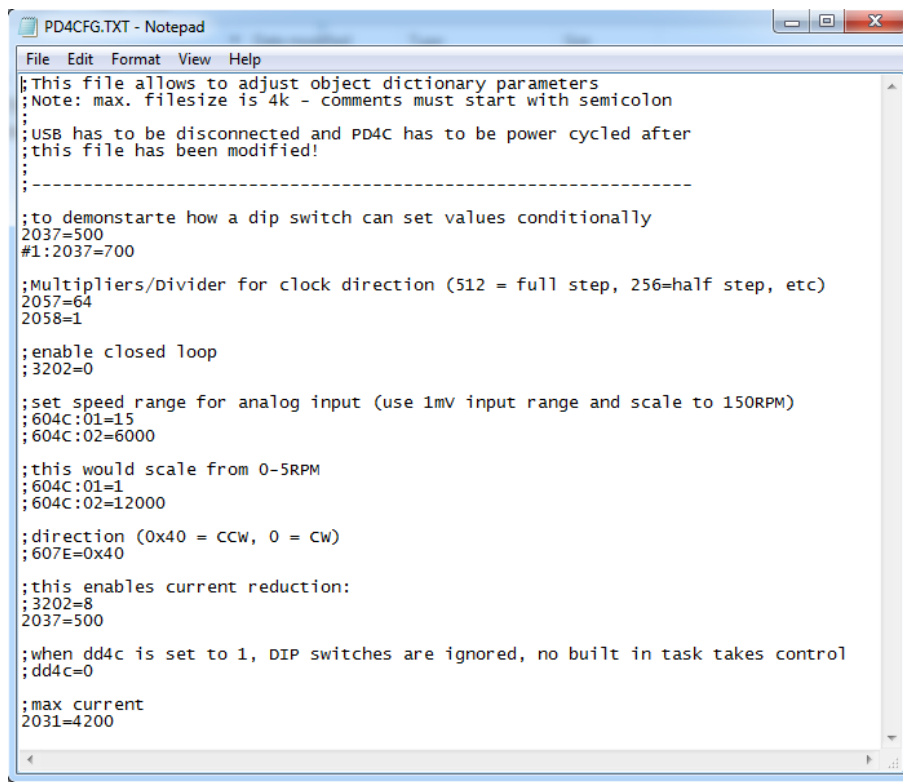 PD4CFG.TXT - Notepad
File Edit Format View Help
;This file allows to adjust object dictionary parameters
;Note: max. filesize is 4k - comments must start with semicolon
;
;USB has to be disconnected and PD4C has to be power cycled after
;this file has been modified!
;
;----------------------------------------------------------------
;to demonstarte how a dip switch can set values conditionally
2037=500
#1:2037=700
;Multipliers/Divider for clock direction (512 = full step, 256=half step, etc)
2057=64
2058=1
;enable closed loop
;3202=0
;set speed range for analog input (use 1mV input range and scale to 150RPM)
;604C:01=15
;604C:02=6000
;this would scale from 0-5RPM
;604C:01=1
;604C:02=12000
;direction (0x40 = CCW, 0 = CW)
;607E=0x40
;this enables current reduction:
;3202=8
2037=500
;when dd4c is set to 1, DIP switches are ignored, no built in task takes control
;dd4c=0
;max current
2031=4200